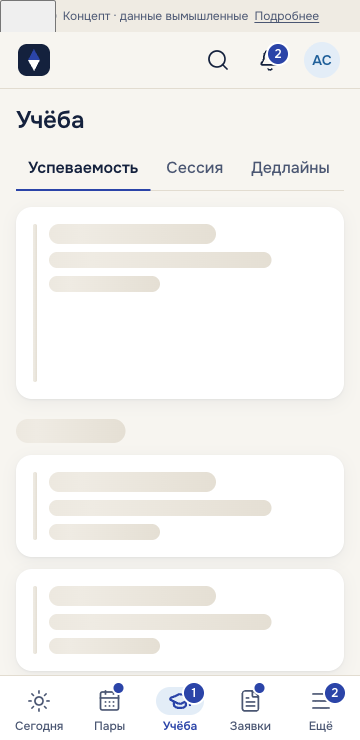 Концепт · данные вымышленные Подробнее
2
АС
Учёба
Успеваемость Сессия Дедлайны
1 2
Сегодня Пары Учёба Заявки Ещё